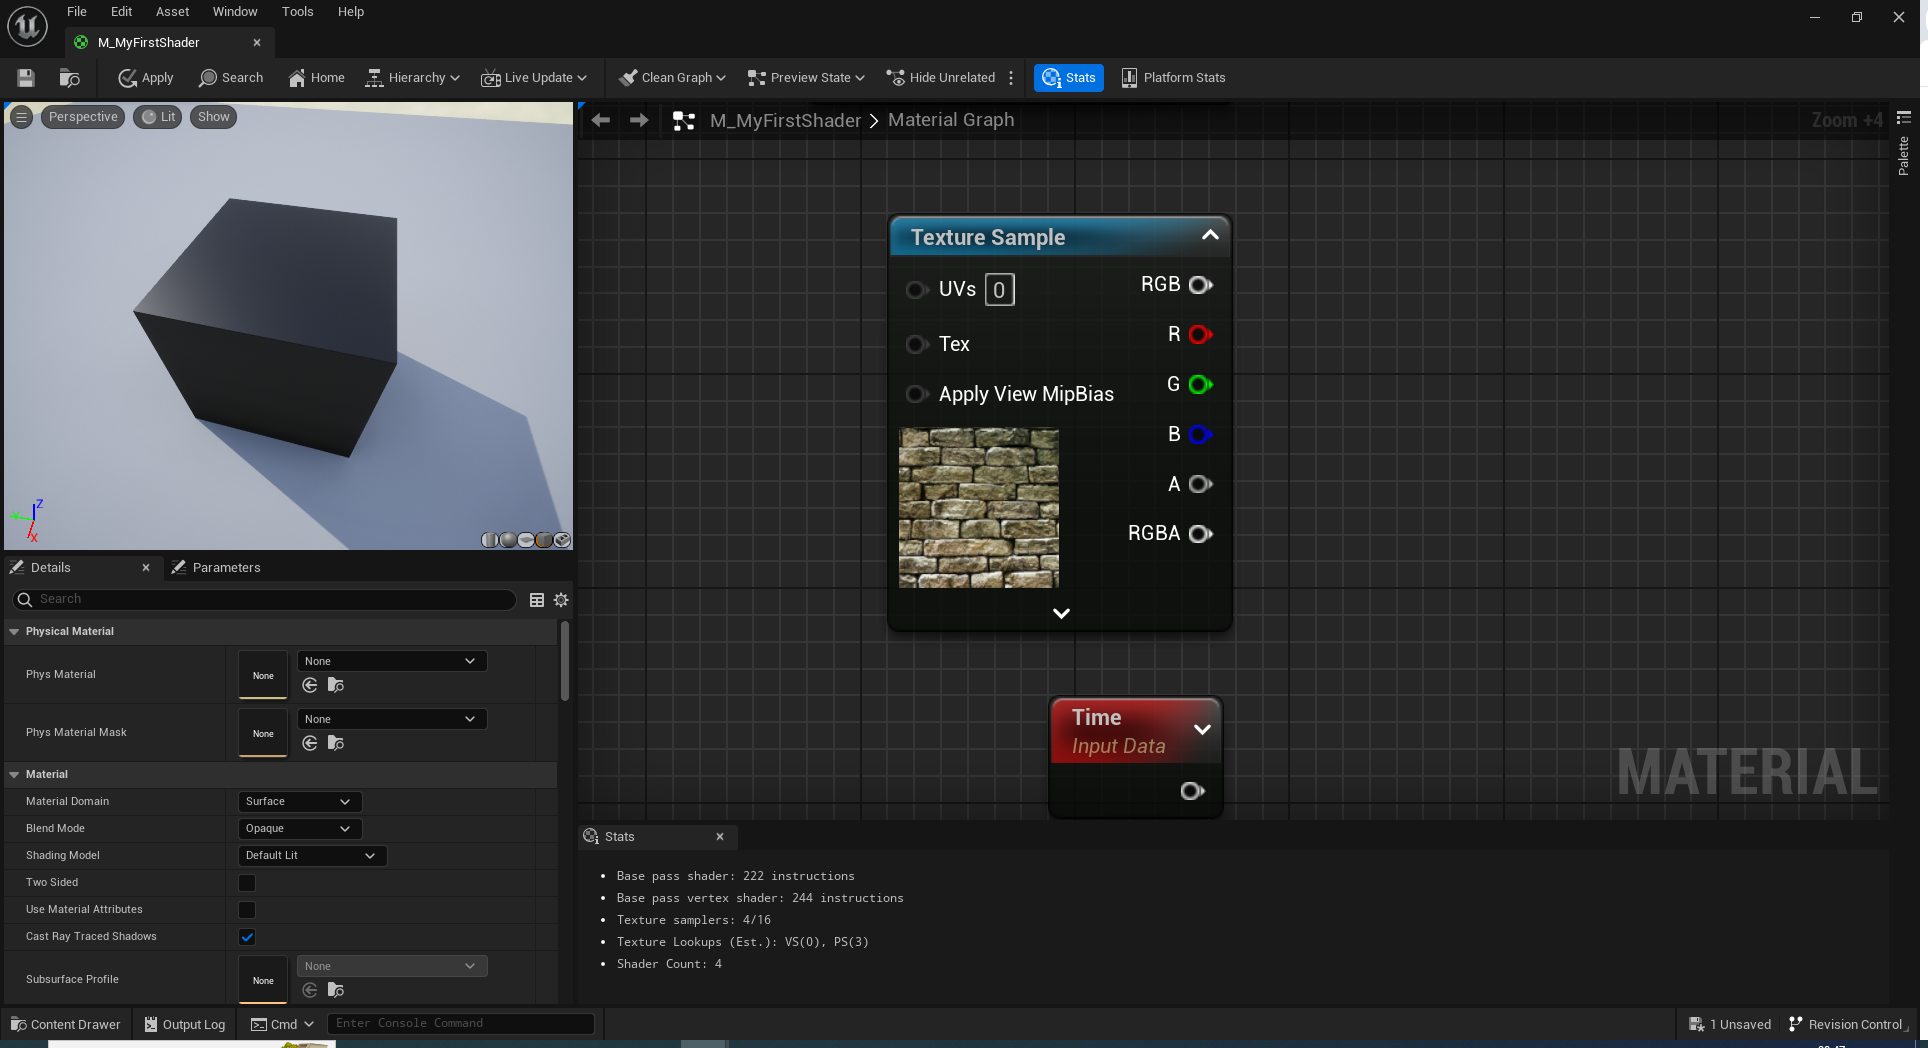 File Edit Asset Window Tools Help
M_MyFirstShader
Apply Search Home Hierarchy Live Update Clean Graph Preview State Hide Unrelated Stats Platform Stats
Perspective Lit Show
M_MyFirstShader > Material Graph
Zoom +4
Palette
Texture Sample
UVs 0
RGB
R
Tex
G
Apply View MipBias
B
A
RGBA
Time
Input Data
MATERIAL
Z
X
Details Parameters
Search
Physical Material
Phys Material None None
Phys Material Mask None None
Material
Material Domain Surface
Blend Mode Opaque
Shading Model Default Lit
Two Sided
Use Material Attributes
Cast Ray Traced Shadows
Subsurface Profile None None
Stats
Base pass shader: 222 instructions
Base pass vertex shader: 244 instructions
Texture samplers: 4/16
Texture Lookups (Est.): VS(0), PS(3)
Shader Count: 4
Content Drawer Output Log Cmd Enter Console Command 1 Unsaved Revision Control